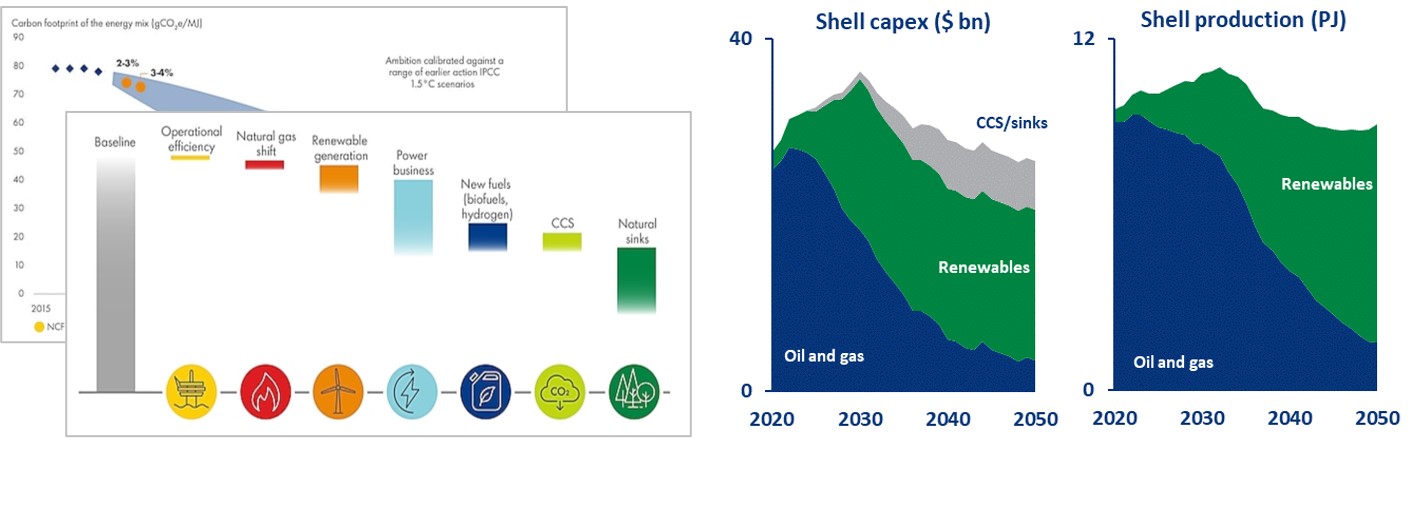 Carbon footprint of the energy mix (gCO₂e/MJ)
90
80
70
60
50
40
30
20
10
0
2015
NCF
2-3%
3-4%
Ambition calibrated against a
range of earlier action IPCC
1.5°C scenarios
Baseline
Operational
efficiency
Natural gas
shift
Renewable
generation
Power
business
New fuels
(biofuels,
hydrogen)
CCS
Natural
sinks
CO₂
Shell capex ($ bn)
40
0
CCS/sinks
Renewables
Oil and gas
2020
2030
2040
2050
Shell production (PJ)
12
0
Renewables
Oil and gas
2020
2030
2040
2050